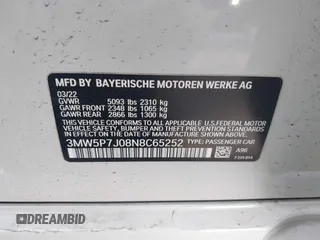 MFD BY BAYERISCHE MOTOREN WERKE AG
03/22
GVWR 5093 lbs 2310 kg
GAWR FRONT 2348 lbs 1065 kg
GAWR REAR 2866 lbs 1300 kg
THIS VEHICLE CONFORMS TO ALL APPLICABLE
FEDERAL MOTOR VEHICLE SAFETY, BUMPER,
AND THEFT PREVENTION STANDARDS IN EFFECT
ON THE DATE OF MANUFACTURE SHOWN ABOVE.
3MW5P7J08N8C65252 TYPE: PASSENGER CAR
A96
DREAMBID